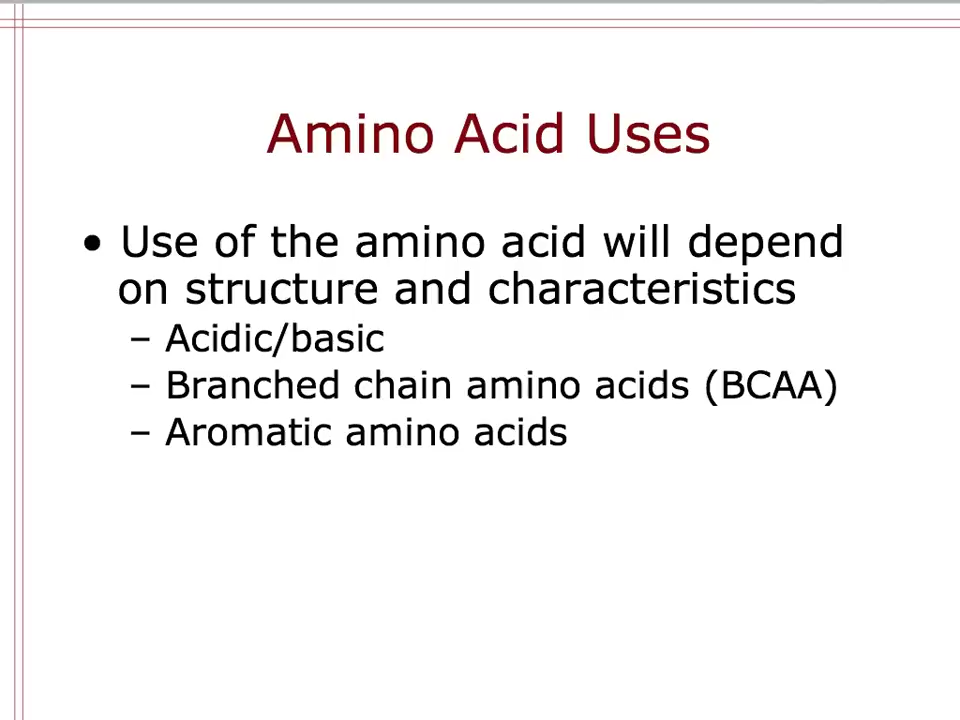 Amino Acid Uses
• Use of the amino acid will depend
on structure and characteristics
– Acidic/basic
– Branched chain amino acids (BCAA)
– Aromatic amino acids